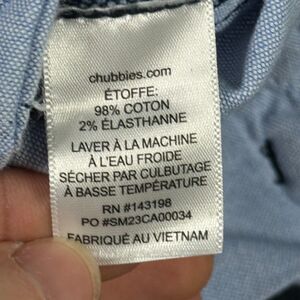 chubbies.com
ÉTOFFE:
98% COTON
2% ÉLASTHANNE
LAVER À LA MACHINE
À L'EAU FROIDE
SÉCHER PAR CULBUTAGE
À BASSE TEMPÉRATURE
RN #143198
PO #SM23CA00034
FABRIQUÉ AU VIETNAM